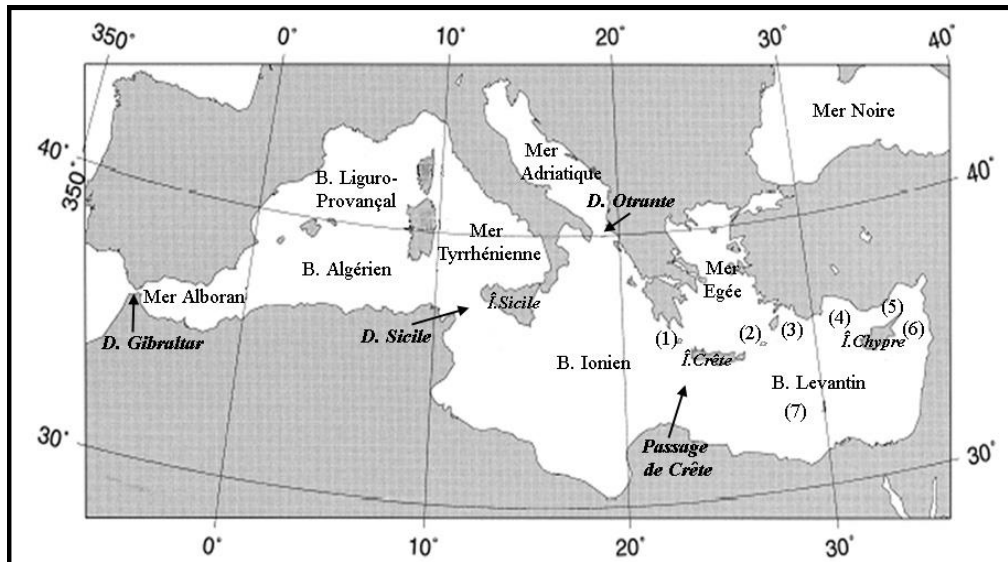 350° 0° 10° 20° 30° 40°
Mer Noire
40°
350°
Mer
Adriatique
B. Liguro-
Provançal
D. Otrante
40°
Mer
Tyrrhénienne
B. Algérien
Mer
Egée
Mer Alboran
Î.Sicile
(1) (2) (3) (4) (5) (6)
D. Gibraltar
D. Sicile
Î.Crête
Î.Chypre
B. Ionien
B. Levantin
(7)
30°
Passage
de Crête
30°
0° 10° 20° 30°